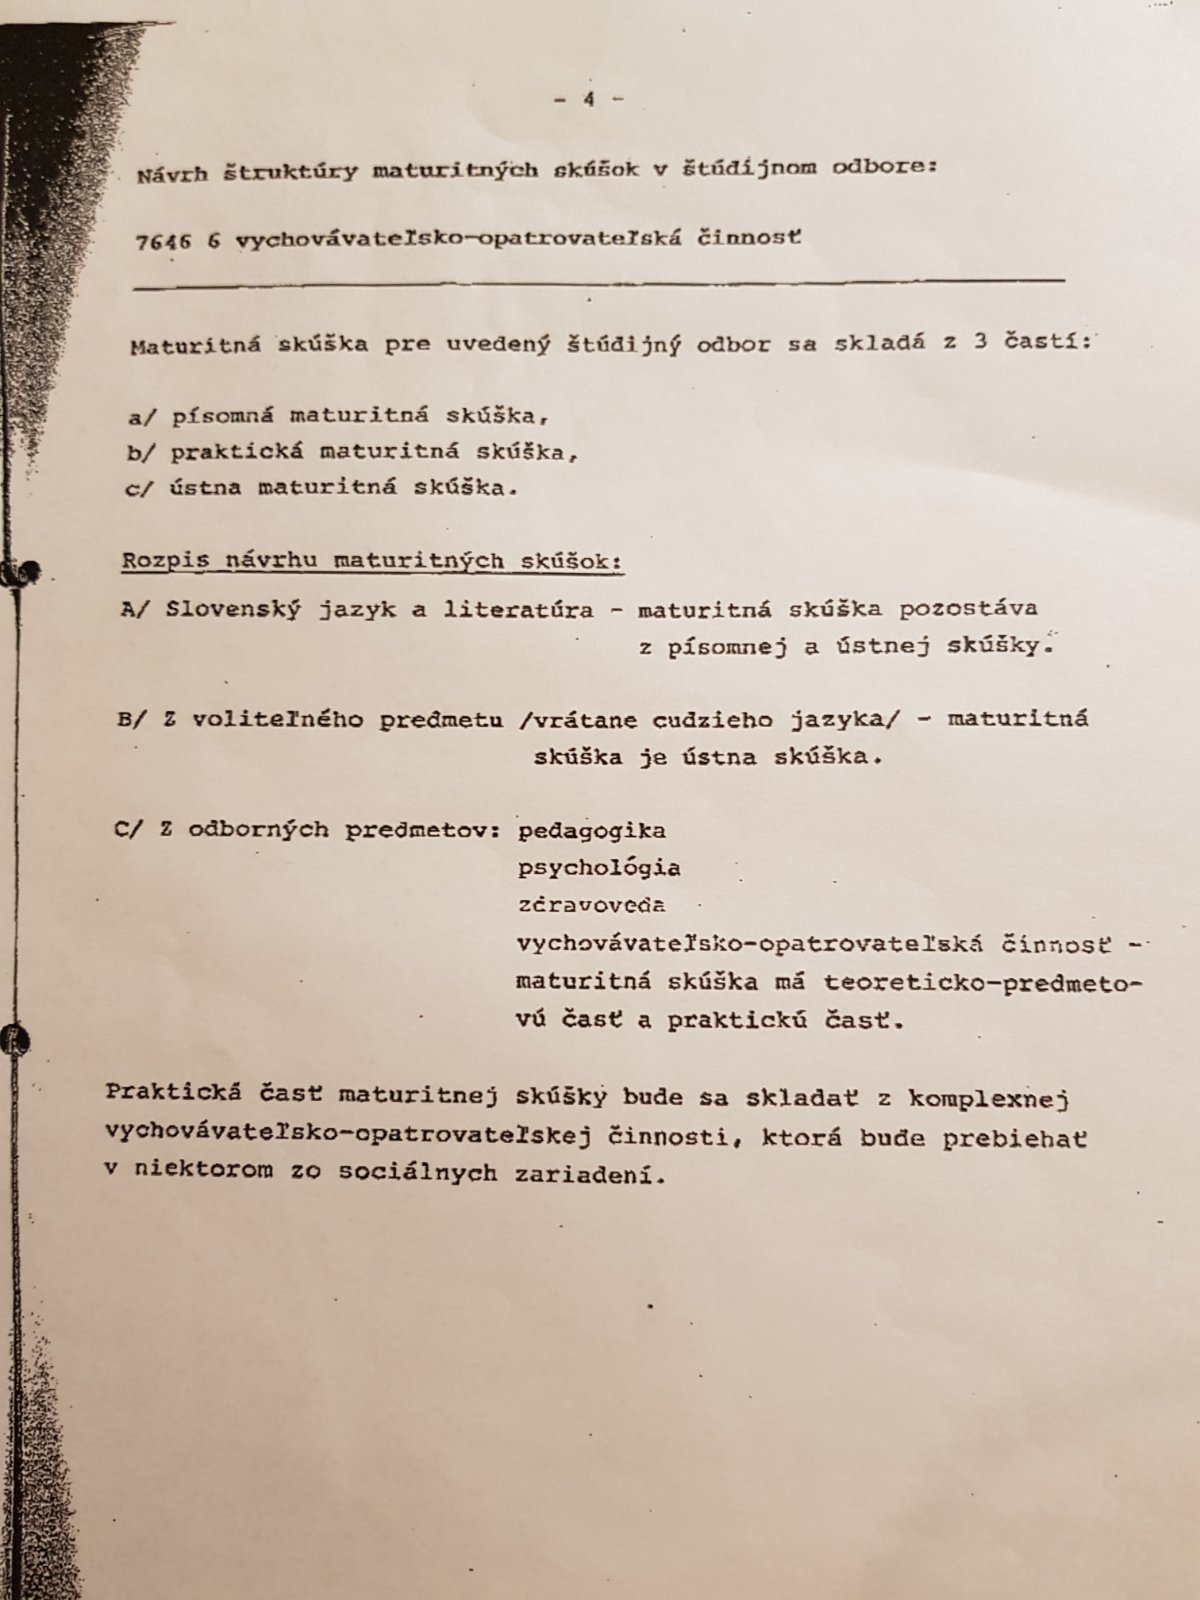 - 4 -
Návrh štruktúry maturitných skúšok v štúdijnom odbore:
7646 6 vychovávateľsko-opatrovateľská činnosť
Maturitná skúška pre uvedený študijný odbor sa skladá z 3 častí:
a/ písomná maturitná skúška,
b/ praktická maturitná skúška,
c/ ústna maturitná skúška.
Rozpis návrhu maturitných skúšok:
A/ Slovenský jazyk a literatúra - maturitná skúška pozostáva
z písomnej a ústnej skúšky.
B/ Z voliteľného predmetu /vrátane cudzieho jazyka/ - maturitná
skúška je ústna skúška.
C/ Z odborných predmetov: pedagogika
psychológia
zdravoveda
vychovávateľsko-opatrovateľská činnosť -
maturitná skúška má teoreticko-predmeto-
vú časť a praktickú časť.
Praktická časť maturitnej skúšky bude sa skladať z komplexnej
vychovávateľsko-opatrovateľskej činnosti, ktorá bude prebiehať
v niektorom zo sociálnych zariadení.